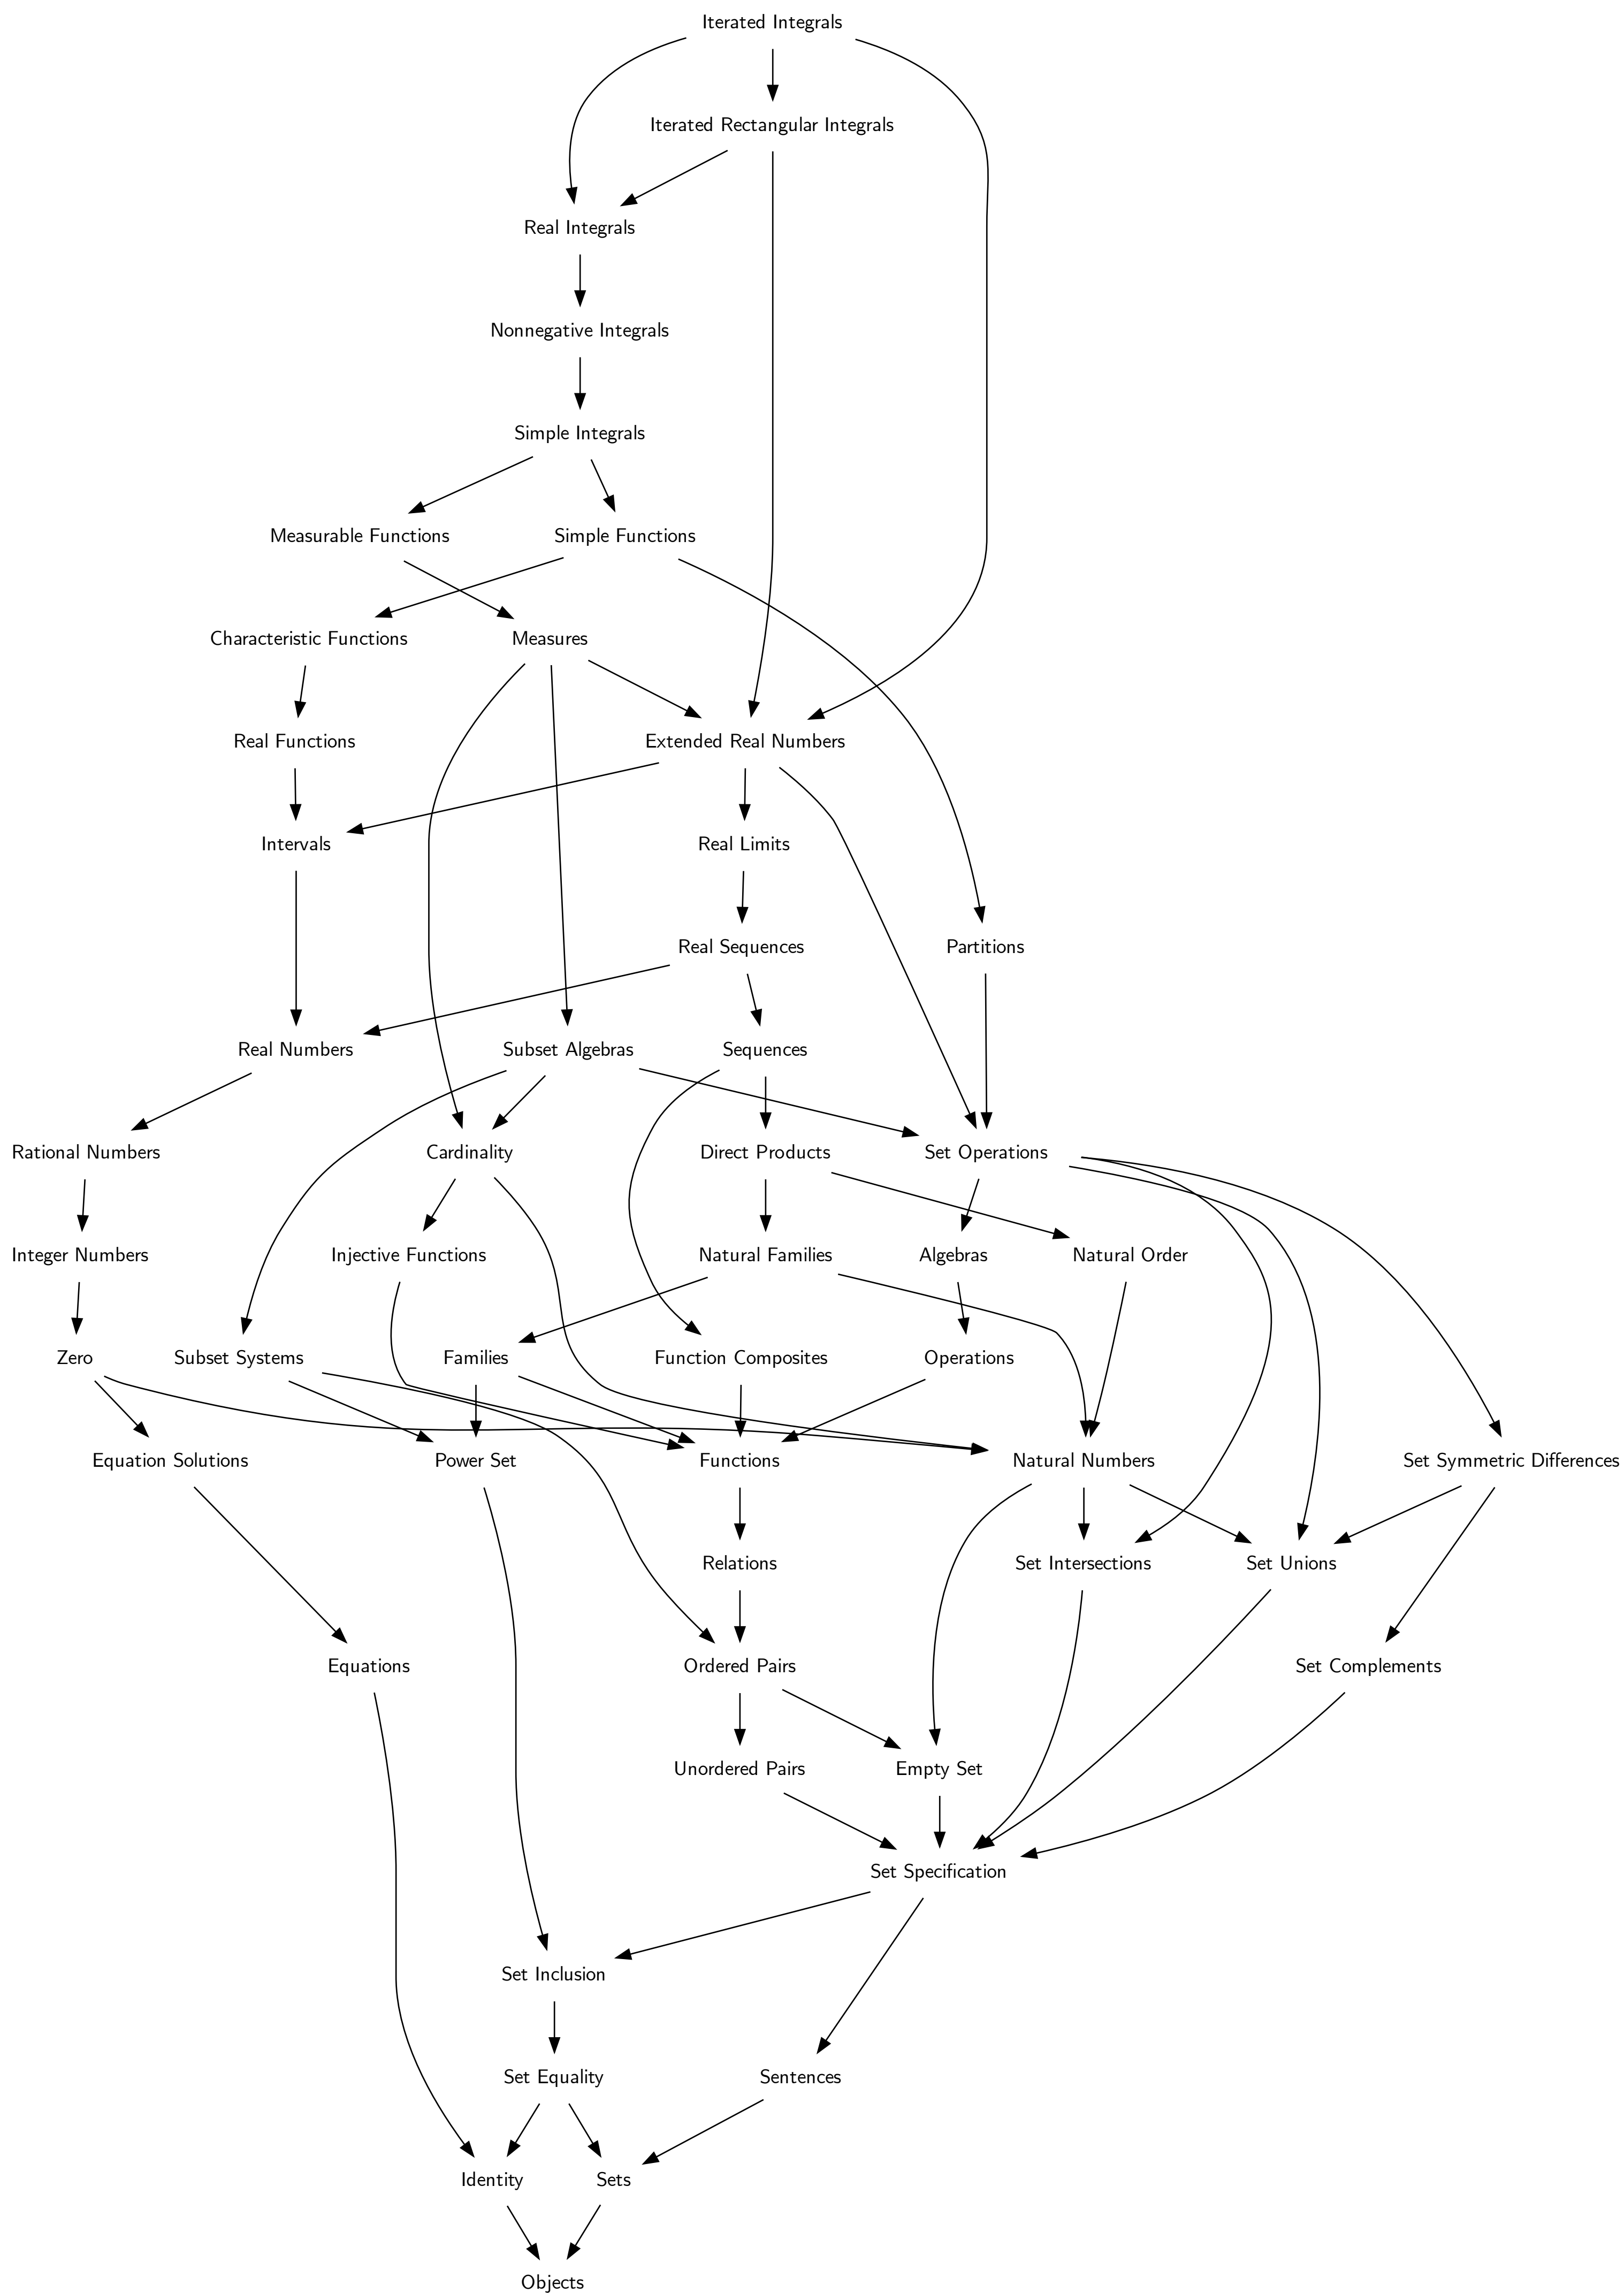 Iterated Integrals
Iterated Rectangular Integrals
Real Integrals
Nonnegative Integrals
Simple Integrals
Measurable Functions
Simple Functions
Characteristic Functions
Measures
Real Functions
Extended Real Numbers
Intervals
Real Limits
Real Sequences
Partitions
Real Numbers
Subset Algebras
Sequences
Rational Numbers
Cardinality
Direct Products
Set Operations
Integer Numbers
Injective Functions
Natural Families
Algebras
Natural Order
Zero
Subset Systems
Families
Function Composites
Operations
Equation Solutions
Power Set
Functions
Natural Numbers
Set Symmetric Differences
Relations
Set Intersections
Set Unions
Equations
Ordered Pairs
Set Complements
Unordered Pairs
Empty Set
Set Specification
Set Inclusion
Set Equality
Sentences
Identity
Sets
Objects